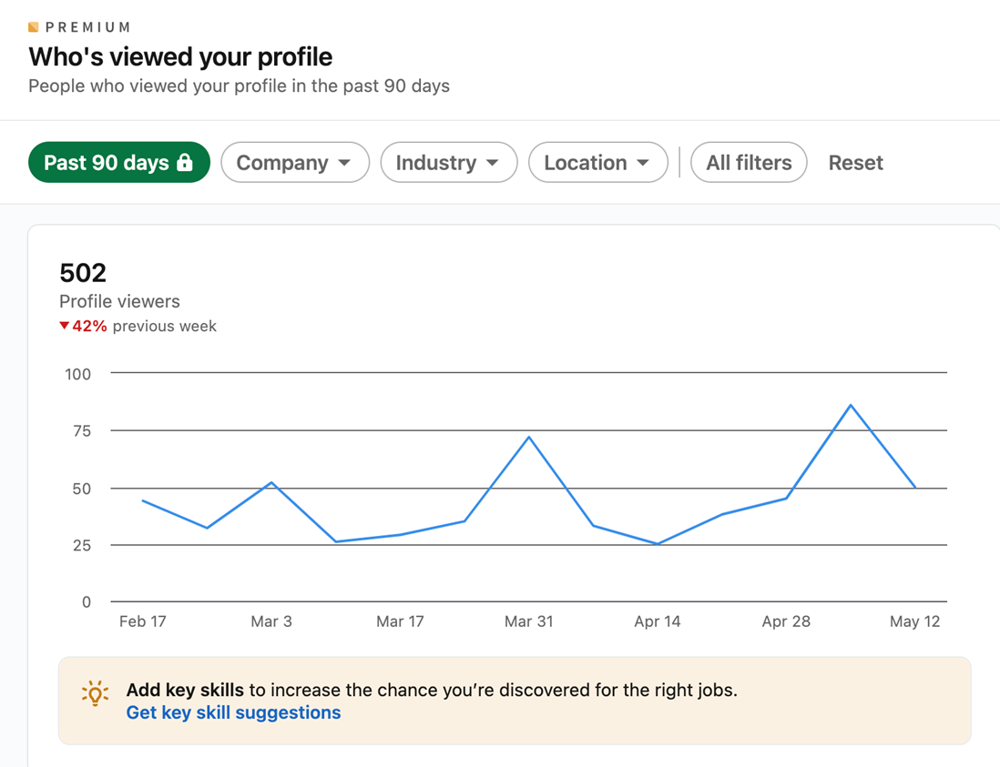 PREMIUM
Who's viewed your profile
People who viewed your profile in the past 90 days
Past 90 days Company Industry Location All filters Reset
502
Profile viewers
42% previous week
100
75
50
25
0
Feb 17 Mar 3 Mar 17 Mar 31 Apr 14 Apr 28 May 12
Add key skills to increase the chance you’re discovered for the right jobs.
Get key skill suggestions